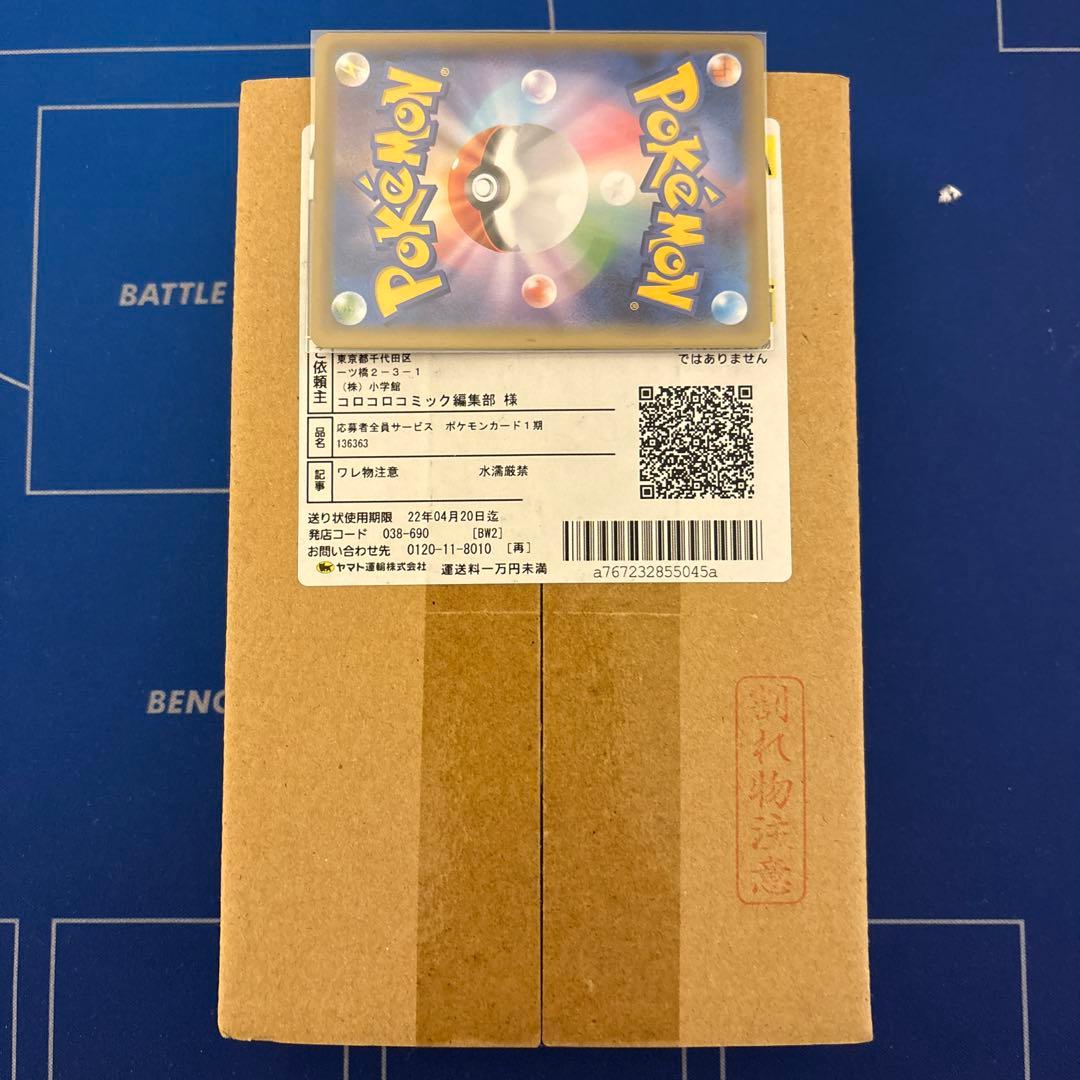 POKéMON
POKéMON
BATTLE
ではありません
ご依頼主
東京都千代田区
一ツ橋2-3-1
(株)小学館
コロコロコミック編集部 様
品名
応募者全員サービス ポケモンカード1期
136363
記事
ワレ物注意 水濡厳禁
送り状使用期限 22年04月20日迄
発店コード 038-690 [BW2]
お問い合わせ先 0120-11-8010 [再]
ヤマト運輸株式会社 運送料一万円未満
a767232855045a
BENC
割れ物注意